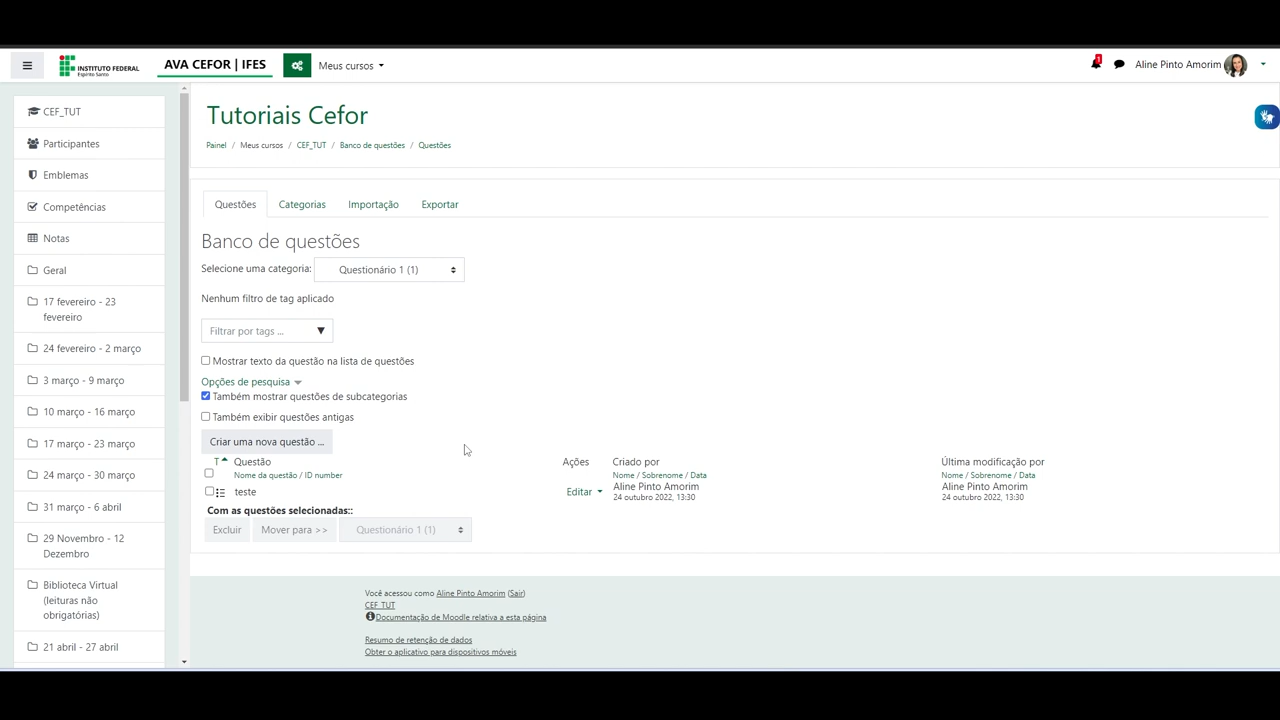 INSTITUTO FEDERAL
Espírito Santo
AVA CEFOR | IFES
Meus cursos
1
Aline Pinto Amorim
CEF_TUT
Participantes
Emblemas
Competências
Notas
Geral
17 fevereiro - 23
fevereiro
24 fevereiro - 2 março
3 março - 9 março
10 março - 16 março
17 março - 23 março
24 março - 30 março
31 março - 6 abril
29 Novembro - 12
Dezembro
Biblioteca Virtual
(leituras não
obrigatórias)
21 abril - 27 abril
Tutoriais Cefor
Painel / Meus cursos / CEF_TUT / Banco de questões / Questões
Questões Categorias Importação Exportar
Banco de questões
Selecione uma categoria: Questionário 1 (1)
Nenhum filtro de tag aplicado
Filtrar por tags ... ▼
Mostrar texto da questão na lista de questões
Opções de pesquisa
Também mostrar questões de subcategorias
Também exibir questões antigas
Criar uma nova questão ...
T Questão Ações Criado por Última modificação por
Nome da questão / ID number Nome / Sobrenome / Data Nome / Sobrenome / Data
teste Editar Aline Pinto Amorim Aline Pinto Amorim
24 outubro 2022, 13:30 24 outubro 2022, 13:30
Com as questões selecionadas::
Excluir Mover para >> Questionário 1 (1)
Você acessou como Aline Pinto Amorim (Sair)
CEF_TUT
Documentação de Moodle relativa a esta página
Resumo de retenção de dados
Obter o aplicativo para dispositivos móveis